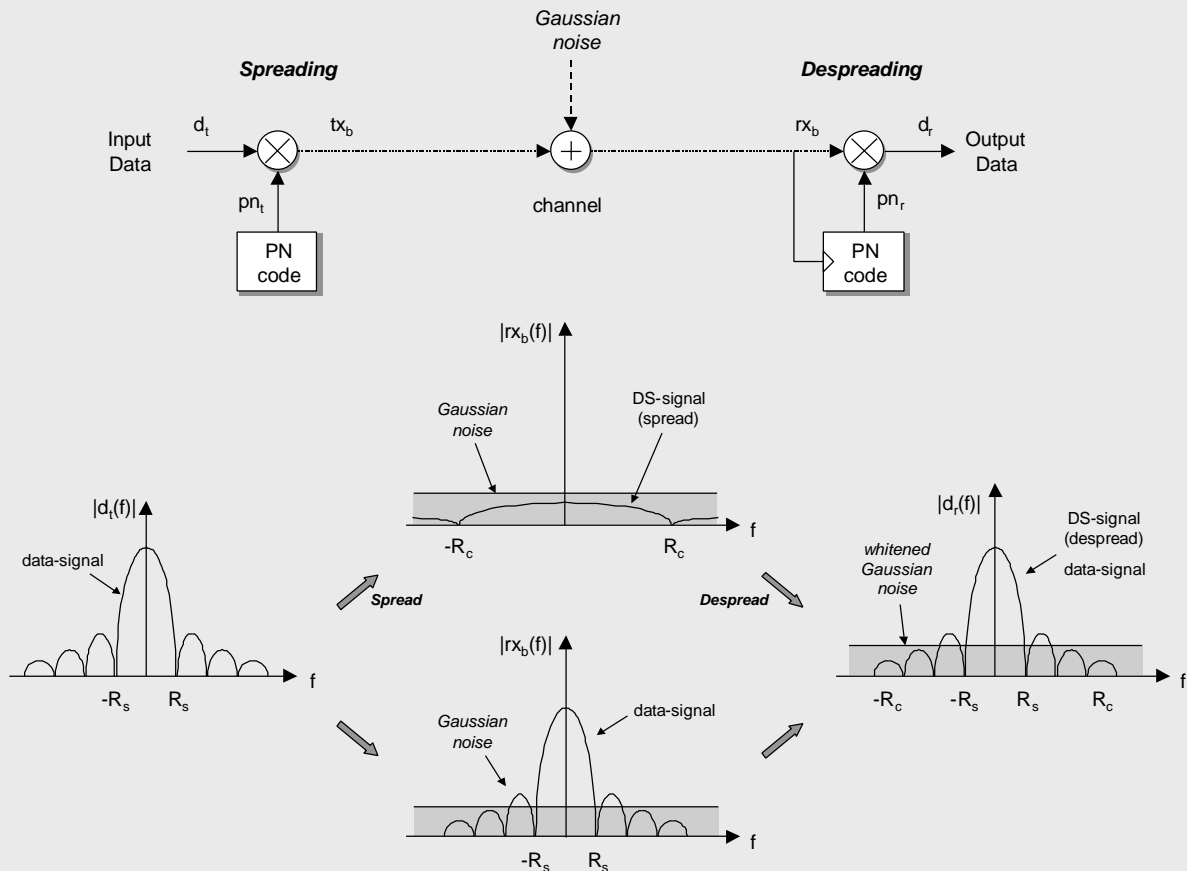 Gaussian
noise
Spreading
Despreading
Input
Data
d_t
tx_b
rx_b
d_r
Output
Data
pn_t
channel
pn_r
PN
code
PN
code
|rx_b(f)|
Gaussian
noise
DS-signal
(spread)
-R_c
R_c
f
|d_t(f)|
data-signal
-R_s
R_s
f
Spread
Despread
|rx_b(f)|
Gaussian
noise
data-signal
-R_s
R_s
f
|d_r(f)|
DS-signal
(despread)
data-signal
whitened
Gaussian
noise
-R_c
-R_s
R_s
R_c
f